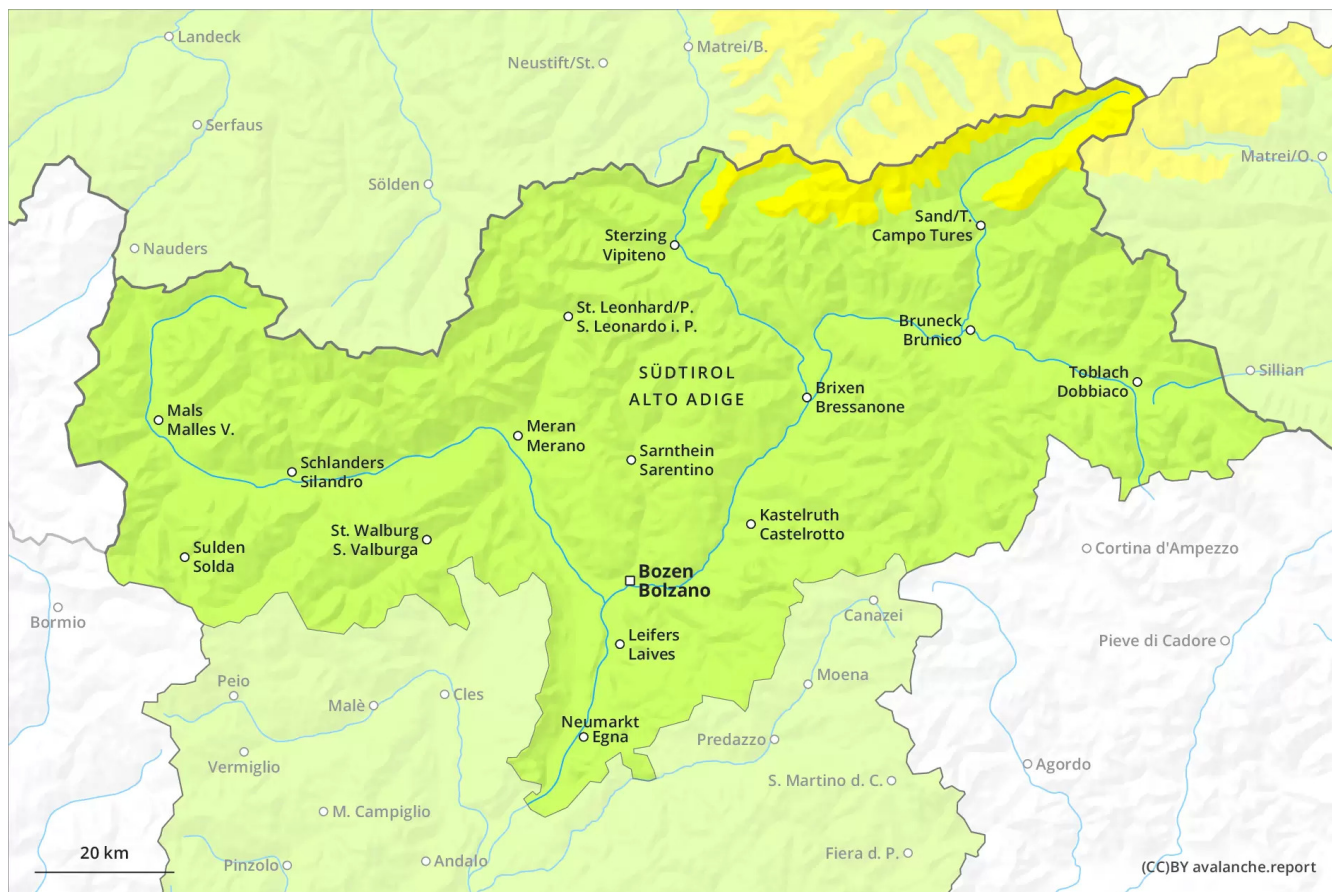 Landeck
Matrei/B.
Neustift/St.
Serfaus
Matrei/O.
Sölden
Sand/T.
Campo Tures
Sterzing
Vipiteno
Nauders
St. Leonhard/P.
S. Leonardo i. P.
Bruneck
Brunico
SÜDTIROL
ALTO ADIGE
Toblach
Dobbiaco
Sillian
Brixen
Bressanone
Mals
Malles V.
Meran
Merano
Sarnthein
Sarentino
Schlanders
Silandro
Kastelruth
Castelrotto
St. Walburg
S. Valburga
Sulden
Solda
Cortina d'Ampezzo
Bozen
Bolzano
Bormio
Canazei
Leifers
Laives
Pieve di Cadore
Moena
Peio
Cles
Malè
Neumarkt
Egna
Predazzo
Vermiglio
Agordo
S. Martino d. C.
M. Campiglio
20 km
Pinzolo
Andalo
Fiera d. P.
(CC)BY avalanche.report